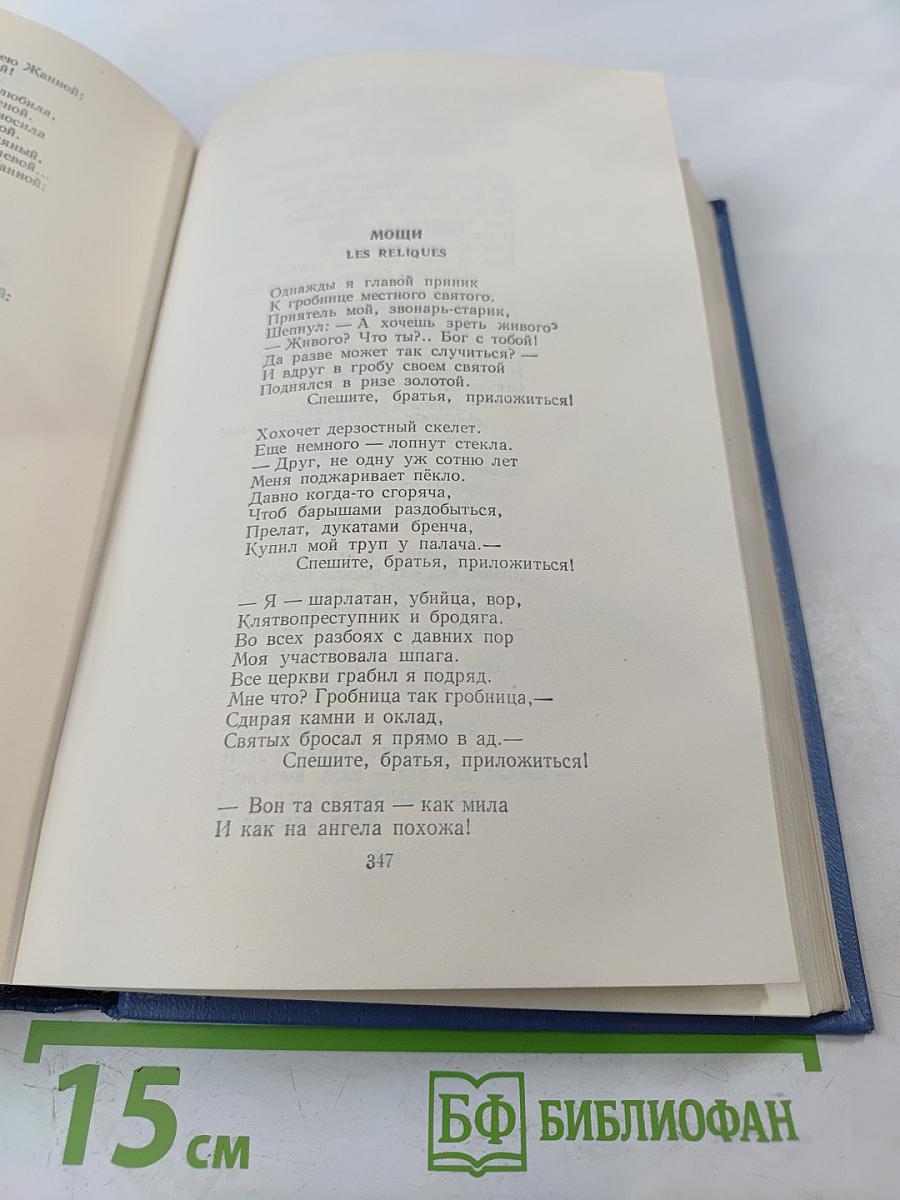 Жанной:
любила,
МОЩИ
LES RELIQUES
Однажды я главой приник
К гробнице местного святого.
Приятель мой, звонарь-старик,
Шепнул: — А хочешь зреть живого?
— Живого? Что ты?.. Бог с тобой!
Да разве может так случиться? —
И вдруг в гробу своем святой
Поднялся в ризе золотой.
Спешите, братья, приложиться!
Хохочет дерзостный скелет.
Еще немного — лопнут стекла.
— Друг, не одну уж сотню лет
Меня поджаривает пёкло.
Давно когда-то сгоряча,
Чтоб барышами раздобыться,
Прелат, дукатами бренча,
Купил мой труп у палача.—
Спешите, братья, приложиться!
— Я — шарлатан, убийца, вор,
Клятвопреступник и бродяга.
Во всех разбоях с давних пор
Моя участвовала шпага.
Все церкви грабил я подряд.
Мне что? Гробница так гробница,—
Сдирая камни и оклад,
Святых бросал я прямо в ад.—
Спешите, братья, приложиться!
— Вон та святая — как мила
И как на ангела похожа!
347
15 см
БФ БИБЛИОФАН